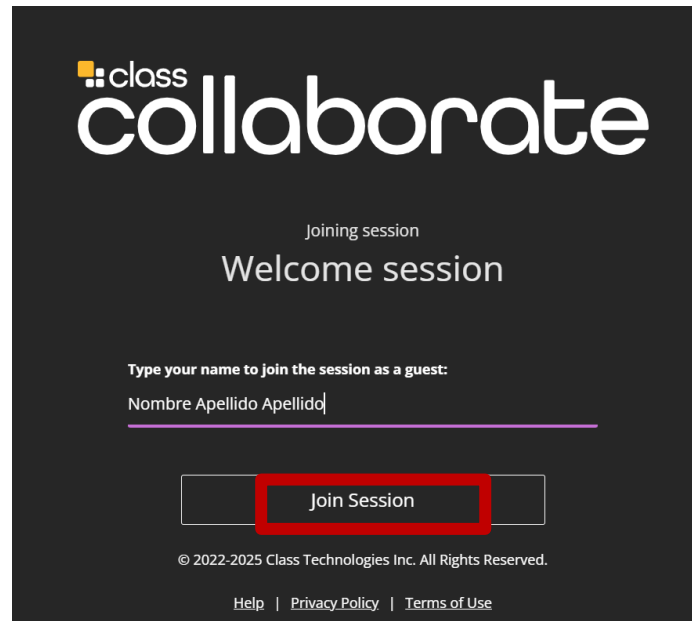 class
collaborate
Joining session
Welcome session
Type your name to join the session as a guest:
Nombre Apellido Apellido
Join Session
© 2022-2025 Class Technologies Inc. All Rights Reserved.
Help | Privacy Policy | Terms of Use